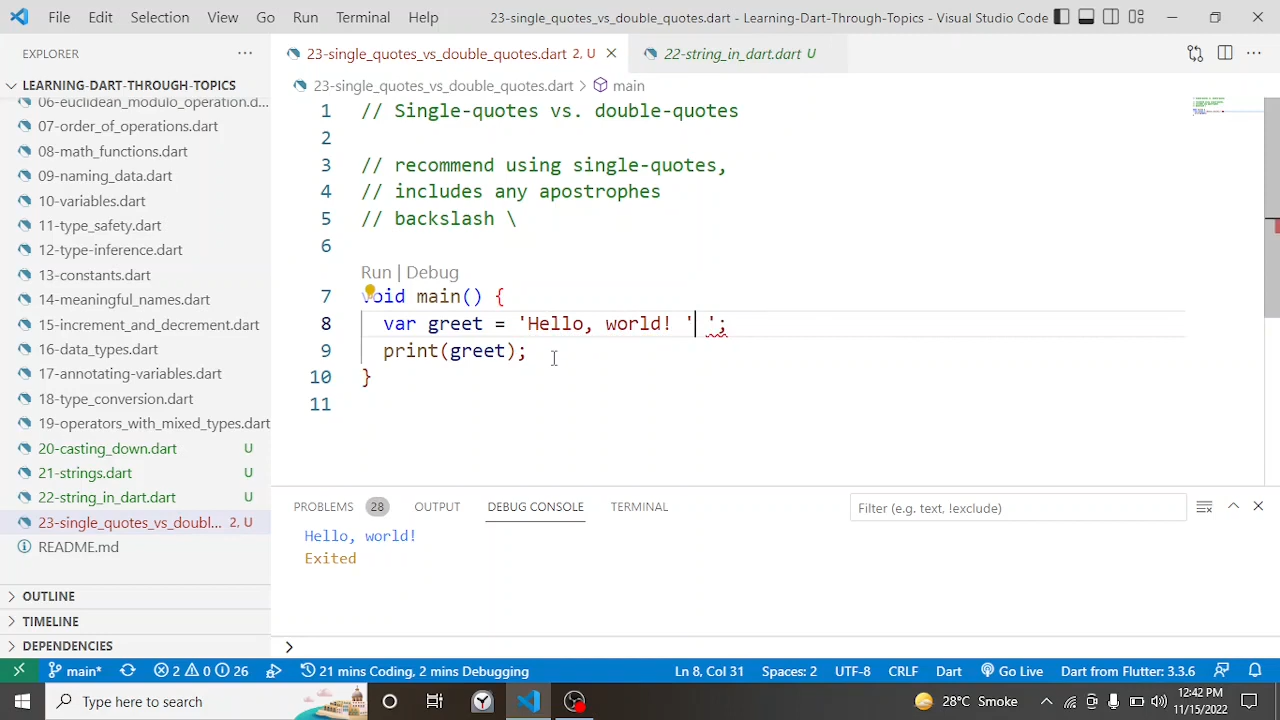 File Edit Selection View Go Run Terminal Help 23-single_quotes_vs_double_quotes.dart - Learning-Dart-Through-Topics - Visual Studio Code
EXPLORER
LEARNING-DART-THROUGH-TOPICS
06-euclidean_modulo_operation.d...
07-order_of_operations.dart
08-math_functions.dart
09-naming_data.dart
10-variables.dart
11-type_safety.dart
12-type-inference.dart
13-constants.dart
14-meaningful_names.dart
15-increment_and_decrement.dart
16-data_types.dart
17-annotating-variables.dart
18-type_conversion.dart
19-operators_with_mixed_types.dart
20-casting_down.dart U
21-strings.dart U
22-string_in_dart.dart U
23-single_quotes_vs_doubl... 2, U
README.md
OUTLINE
TIMELINE
DEPENDENCIES
23-single_quotes_vs_double_quotes.dart 2, U
22-string_in_dart.dart U
23-single_quotes_vs_double_quotes.dart > main
1 // Single-quotes vs. double-quotes
2
3 // recommend using single-quotes,
4 // includes any apostrophes
5 // backslash \
6
Run | Debug
7 void main() {
8 var greet = 'Hello, world! ' ';
9 print(greet);
10 }
11
PROBLEMS 28 OUTPUT DEBUG CONSOLE TERMINAL Filter (e.g. text, !exclude)
Hello, world!
Exited
>
main* 2 0 26 21 mins Coding, 2 mins Debugging Ln 8, Col 31 Spaces: 2 UTF-8 CRLF Dart Go Live Dart from Flutter: 3.3.6
Type here to search 28°C Smoke 12:42 PM
11/15/2022